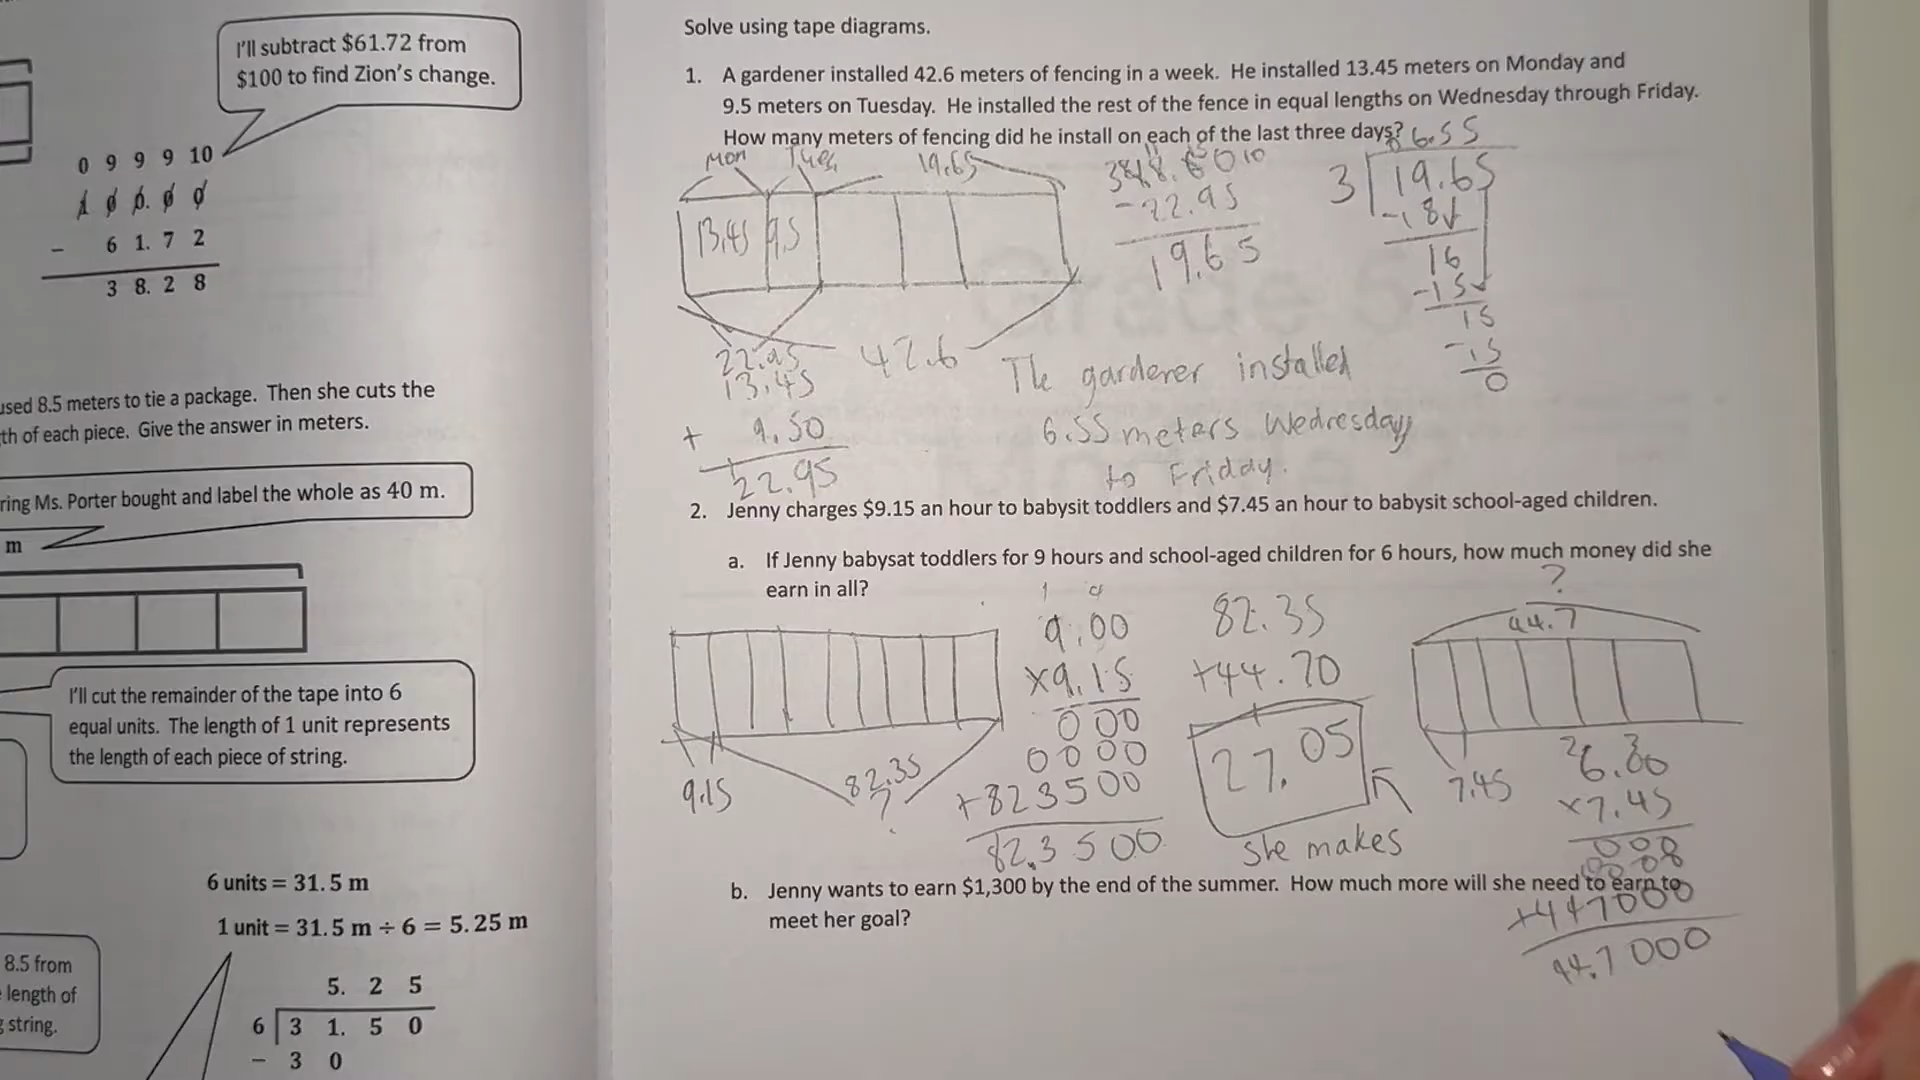 I'll subtract $61.72 from
$100 to find Zion's change.
0 9 9 9 10
1 0 0. 0 0
- 6 1. 7 2
3 8. 2 8
used 8.5 meters to tie a package. Then she cuts the
th of each piece. Give the answer in meters.
ring Ms. Porter bought and label the whole as 40 m.
m
I'll cut the remainder of the tape into 6
equal units. The length of 1 unit represents
the length of each piece of string.
6 units = 31.5 m
1 unit = 31.5 m ÷ 6 = 5.25 m
8.5 from
length of
string.
5. 2 5
6 3 1. 5 0
- 3 0
Solve using tape diagrams.
1. A gardener installed 42.6 meters of fencing in a week. He installed 13.45 meters on Monday and
9.5 meters on Tuesday. He installed the rest of the fence in equal lengths on Wednesday through Friday.
How many meters of fencing did he install on each of the last three days?
Mon Tues 19.65
13.45 9.5
22.95
42.6
13.45
+ 9.50
22.95
- 22.95
19.65
6.55
3 19.65
-18
16
-15
15
-15
0
The gardener installed
6.55 meters Wednesday
to Friday.
2. Jenny charges $9.15 an hour to babysit toddlers and $7.45 an hour to babysit school-aged children.
a. If Jenny babysat toddlers for 9 hours and school-aged children for 6 hours, how much money did she
earn in all?
9.15
82.35
?
9.00
x9.15
000
0000
+823500
82.3500
82.35
+44.70
27.05
she makes
?
44.7
7.45
x7.45
+447000
44.7000
b. Jenny wants to earn $1,300 by the end of the summer. How much more will she need to earn to
meet her goal?